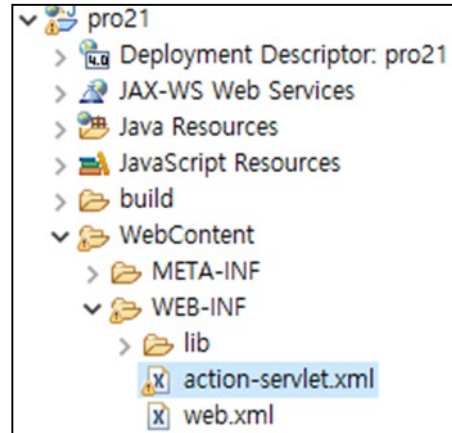 pro21
Deployment Descriptor: pro21
JAX-WS Web Services
Java Resources
JavaScript Resources
build
WebContent
META-INF
WEB-INF
lib
action-servlet.xml
web.xml